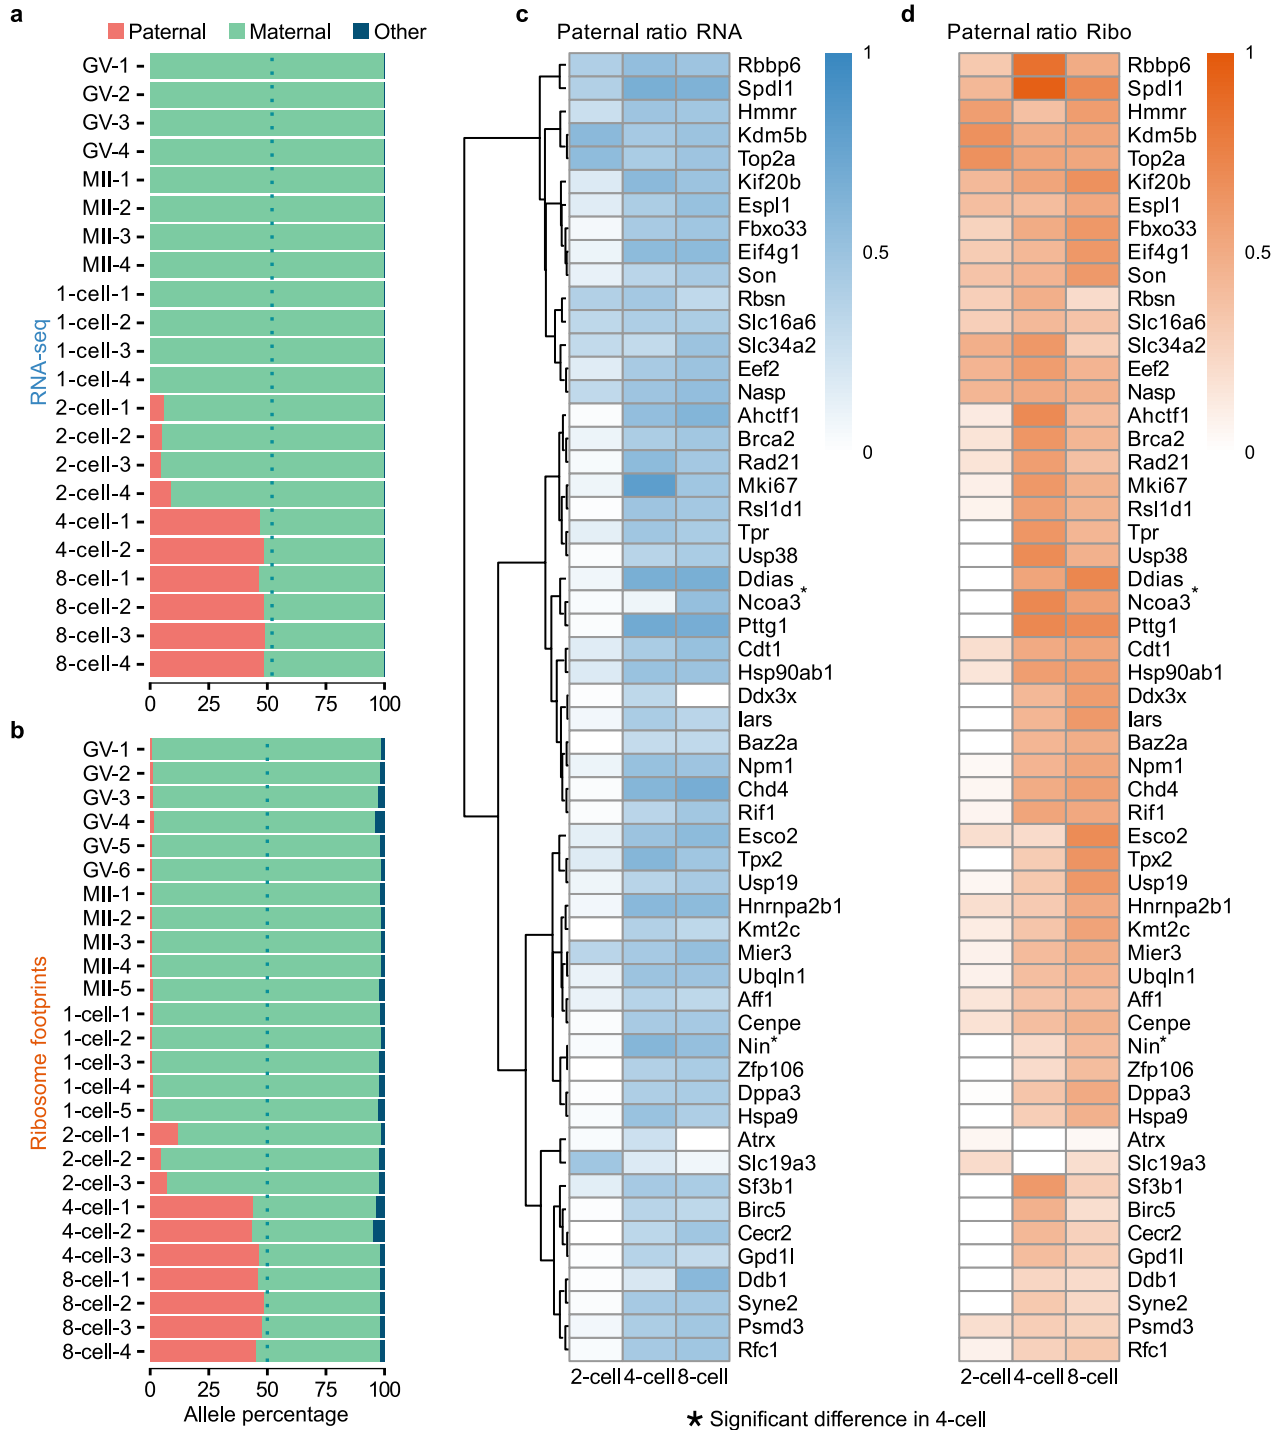 a
Paternal Maternal Other
RNA-seq
GV-1
GV-2
GV-3
GV-4
MII-1
MII-2
MII-3
MII-4
1-cell-1
1-cell-2
1-cell-3
1-cell-4
2-cell-1
2-cell-2
2-cell-3
2-cell-4
4-cell-1
4-cell-2
8-cell-1
8-cell-2
8-cell-3
8-cell-4
0 25 50 75 100
b
Ribosome footprints
GV-1
GV-2
GV-3
GV-4
GV-5
GV-6
MII-1
MII-2
MII-3
MII-4
MII-5
1-cell-1
1-cell-2
1-cell-3
1-cell-4
1-cell-5
2-cell-1
2-cell-2
2-cell-3
4-cell-1
4-cell-2
4-cell-3
8-cell-1
8-cell-2
8-cell-3
8-cell-4
0 25 50 75 100
Allele percentage
c
Paternal ratio RNA
Rbbp6
Spdl1
Hmmr
Kdm5b
Top2a
Kif20b
Espl1
Fbxo33
Eif4g1
Son
Rbsn
Slc16a6
Slc34a2
Eef2
Nasp
Ahctf1
Brca2
Rad21
Mki67
Rsl1d1
Tpr
Usp38
Ddias
Ncoa3*
Pttg1
Cdt1
Hsp90ab1
Ddx3x
Iars
Baz2a
Npm1
Chd4
Rif1
Esco2
Tpx2
Usp19
Hnrnpa2b1
Kmt2c
Mier3
Ubqln1
Aff1
Cenpe
Nin*
Zfp106
Dppa3
Hspa9
Atrx
Slc19a3
Sf3b1
Birc5
Cecr2
Gpd1l
Ddb1
Syne2
Psmd3
Rfc1
2-cell 4-cell 8-cell
1
0.5
0
d
Paternal ratio Ribo
Rbbp6
Spdl1
Hmmr
Kdm5b
Top2a
Kif20b
Espl1
Fbxo33
Eif4g1
Son
Rbsn
Slc16a6
Slc34a2
Eef2
Nasp
Ahctf1
Brca2
Rad21
Mki67
Rsl1d1
Tpr
Usp38
Ddias
Ncoa3*
Pttg1
Cdt1
Hsp90ab1
Ddx3x
Iars
Baz2a
Npm1
Chd4
Rif1
Esco2
Tpx2
Usp19
Hnrnpa2b1
Kmt2c
Mier3
Ubqln1
Aff1
Cenpe
Nin*
Zfp106
Dppa3
Hspa9
Atrx
Slc19a3
Sf3b1
Birc5
Cecr2
Gpd1l
Ddb1
Syne2
Psmd3
Rfc1
2-cell 4-cell 8-cell
1
0.5
0
★ Significant difference in 4-cell